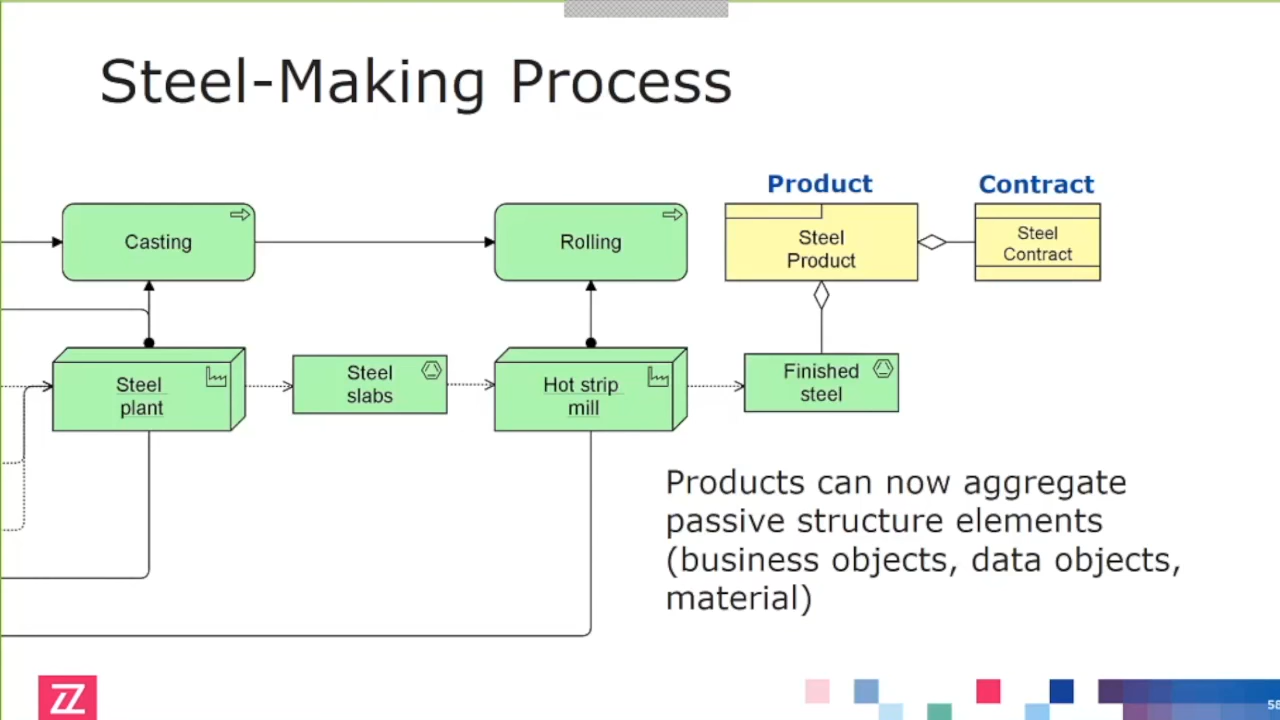 Steel-Making Process
Product
Contract
Casting
Rolling
Steel
Product
Steel
Contract
Steel
plant
Steel
slabs
Hot strip
mill
Finished
steel
Products can now aggregate
passive structure elements
(business objects, data objects,
material)
58